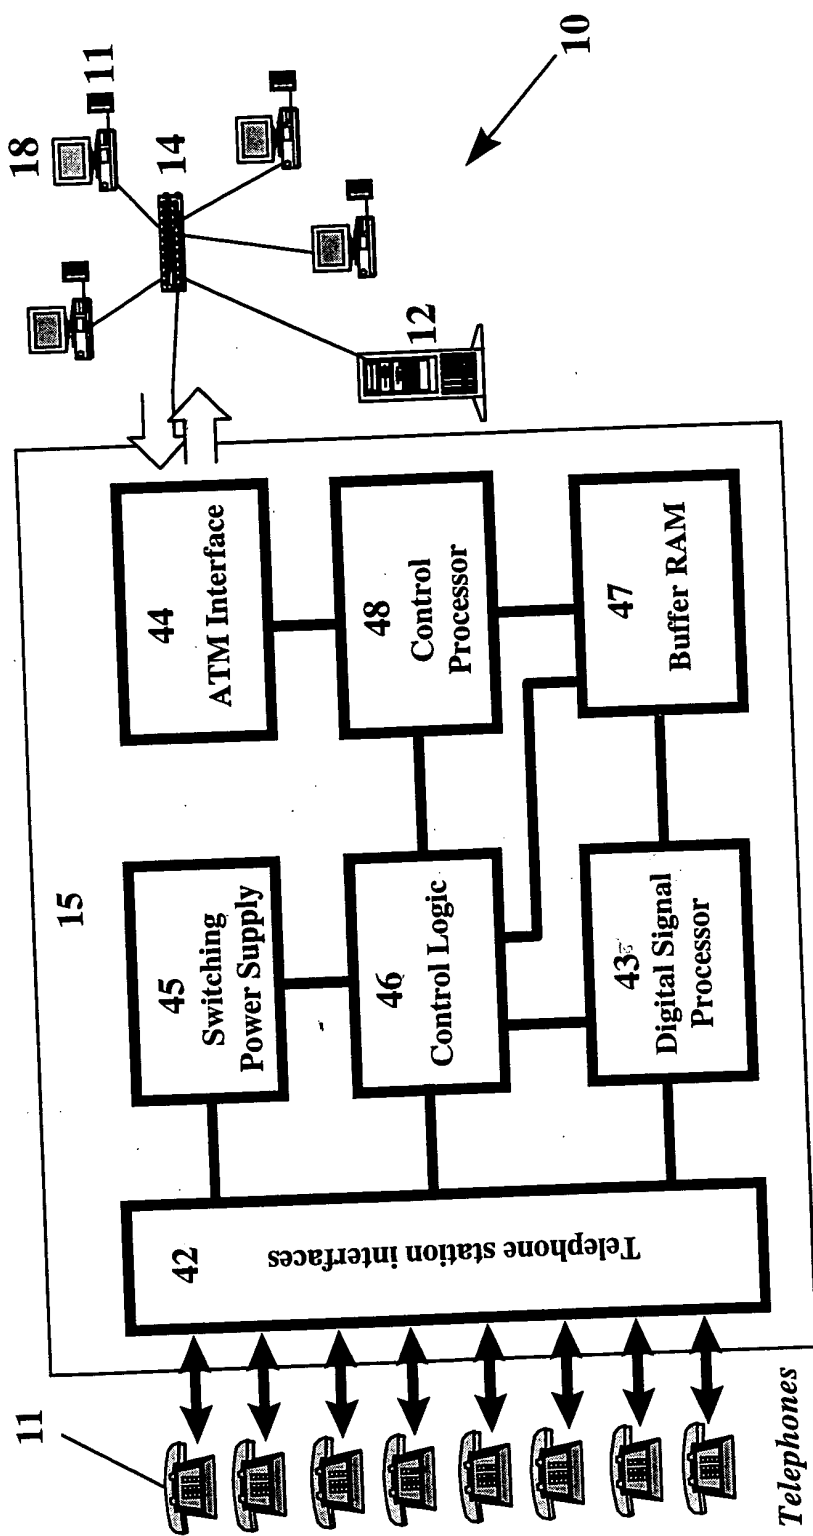 11
15
18
11
14
12
10
42
Telephone station interfaces
45
Switching
Power Supply
44
ATM Interface
46
Control Logic
48
Control
Processor
43
Digital Signal
Processor
47
Buffer RAM
Telephones